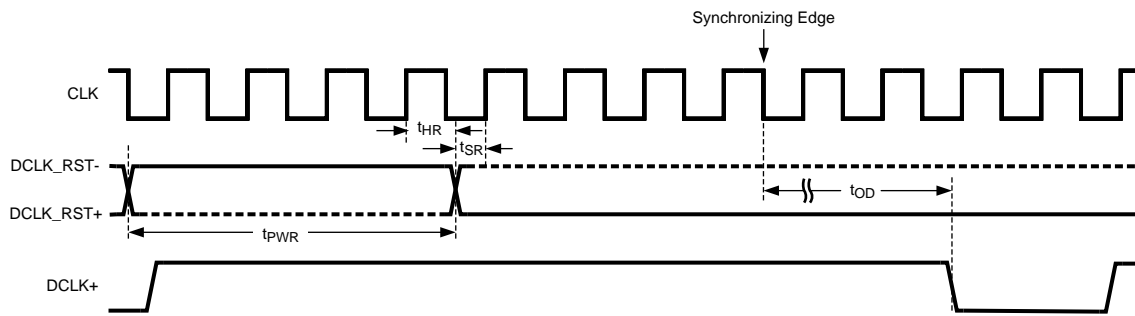 Synchronizing Edge
CLK
tHR
tSR
DCLK_RST-
tOD
DCLK_RST+
tPWR
DCLK+